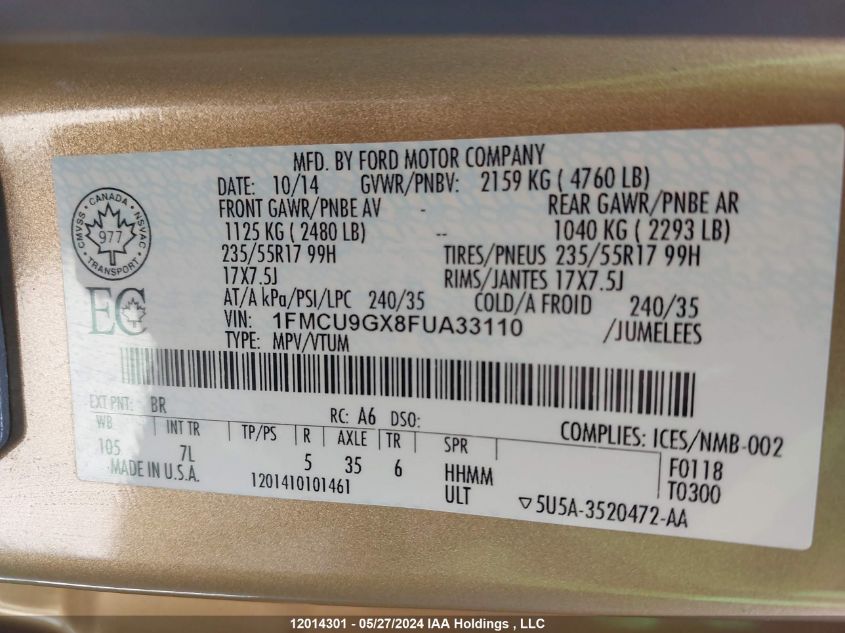 MFD. BY FORD MOTOR COMPANY
DATE: 10/14 GVWR/PNBV: 2159 KG ( 4760 LB)
FRONT GAWR/PNBE AV - REAR GAWR/PNBE AR
1125 KG ( 2480 LB) -- 1040 KG ( 2293 LB)
235/55R17 99H TIRES/PNEUS 235/55R17 99H
17X7.5J RIMS/JANTES 17X7.5J
AT/A kPa/PSI/LPC 240/35 COLD/A FROID 240/35
VIN: 1FMCU9GX8FUA33110 /JUMELEES
TYPE: MPV/VTUM
CANADA
CMVSS NSVAC
977
TRANSPORT
EC
EXT PNT: BR RC: A6 DSO:
WB INT TR TP/PS R AXLE TR SPR COMPLIES: ICES/NMB-002
105 7L 5 35 6 HHMM F0118
MADE IN U.S.A. 1201410101461 ULT T0300
▽5U5A-3520472-AA
12014301 - 05/27/2024 IAA Holdings , LLC